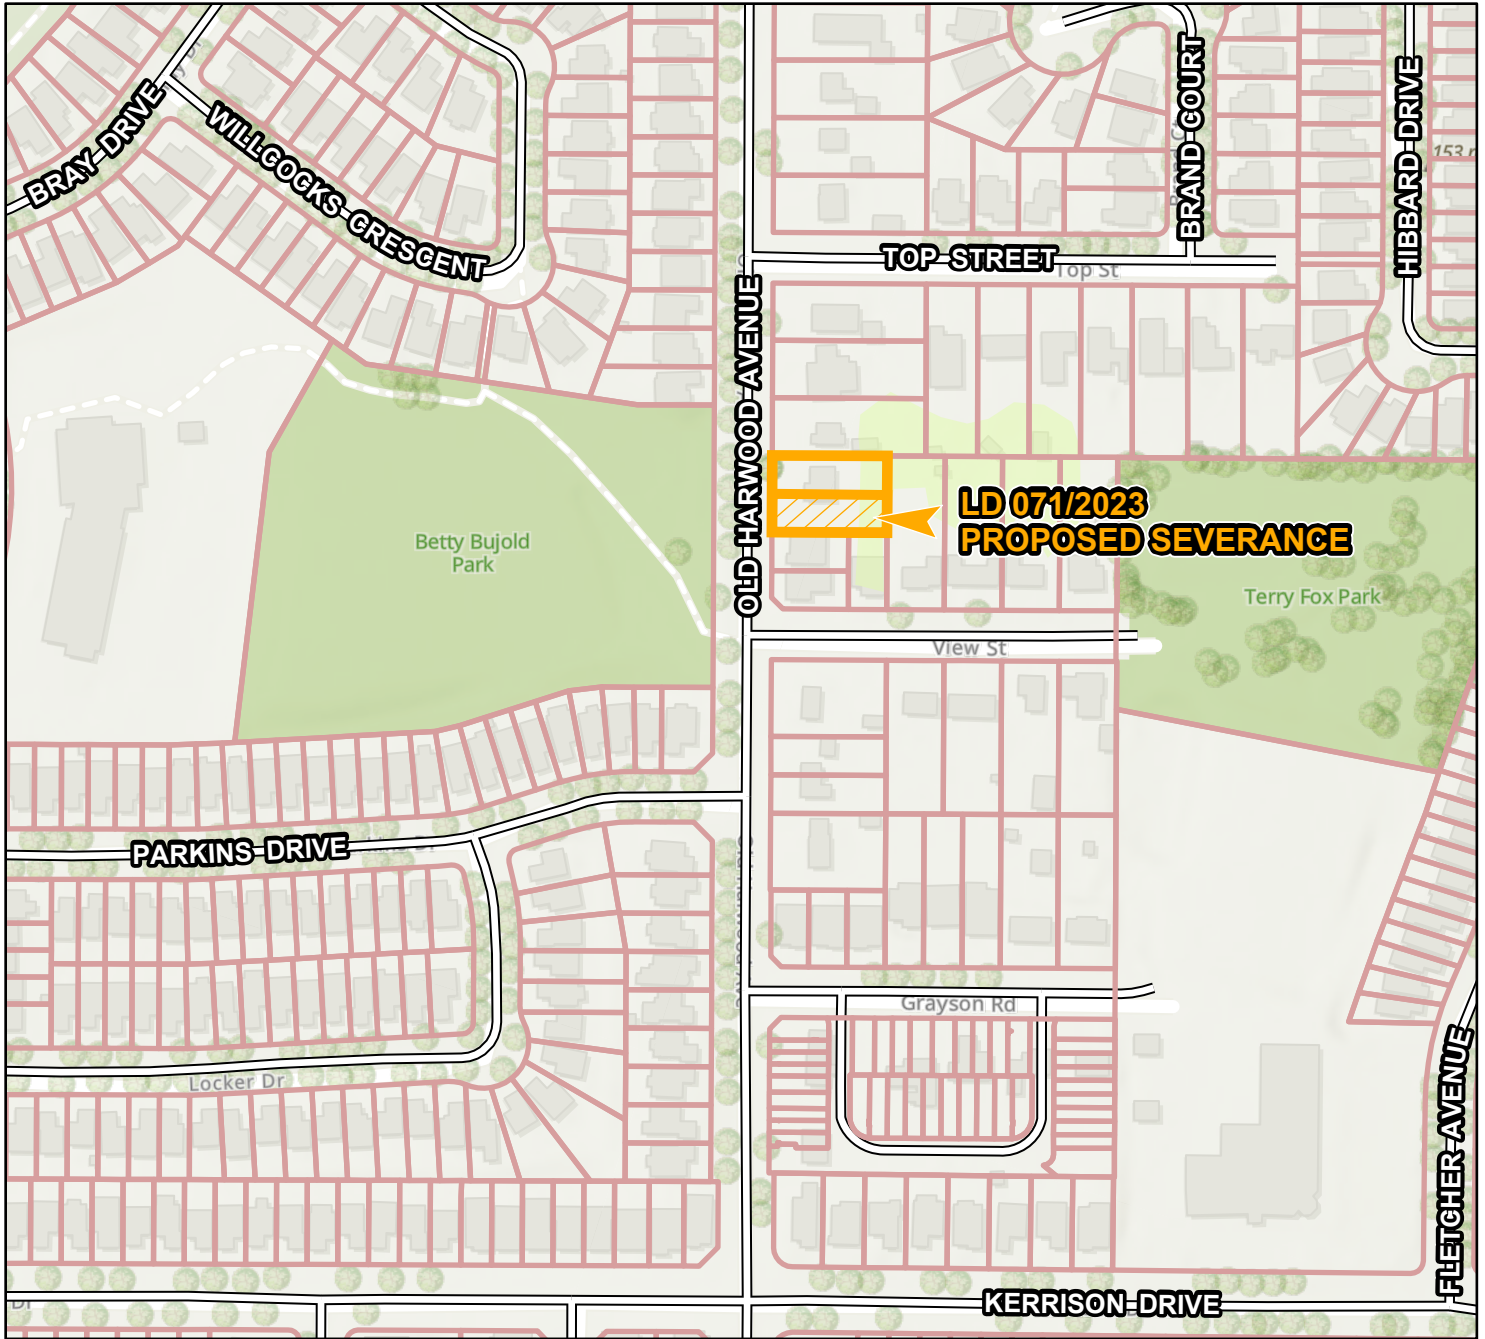 BRAY DRIVE
WILLCOCKS CRESCENT
BRAND COURT
HIBBARD DRIVE
153 r
TOP STREET
Top St
OLD HARWOOD AVENUE
LD 071/2023
PROPOSED SEVERANCE
Betty Bujold
Park
Terry Fox Park
View St
PARKINS DRIVE
Grayson Rd
Locker Dr
FLETCHER AVENUE
KERRISON DRIVE
Dr